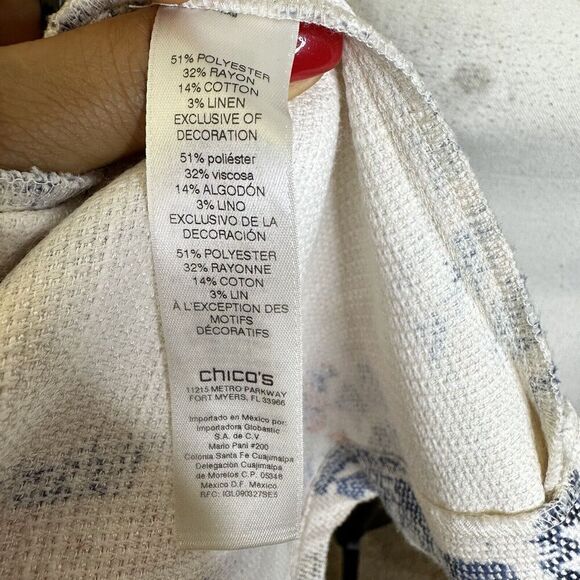 51% POLYESTER
32% RAYON
14% COTTON
3% LINEN
EXCLUSIVE OF
DECORATION
51% poliéster
32% viscosa
14% ALGODÓN
3% LINO
EXCLUSIVO DE LA
DECORACIÓN
51% POLYESTER
32% RAYONNE
14% COTON
3% LIN
À L'EXCEPTION DES
MOTIFS
DÉCORATIFS
chico's
11215 METRO PARKWAY
FORT MYERS, FL 33966
Importado en México por:
Importadora Globastic
S.A. de C.V.
Mario Pani #200
Colonia Santa Fe Cuajimalpa
Delegación Cuajimalpa
de Morelos C.P. 05348
México D.F. México
RFC: IGL090327SE5